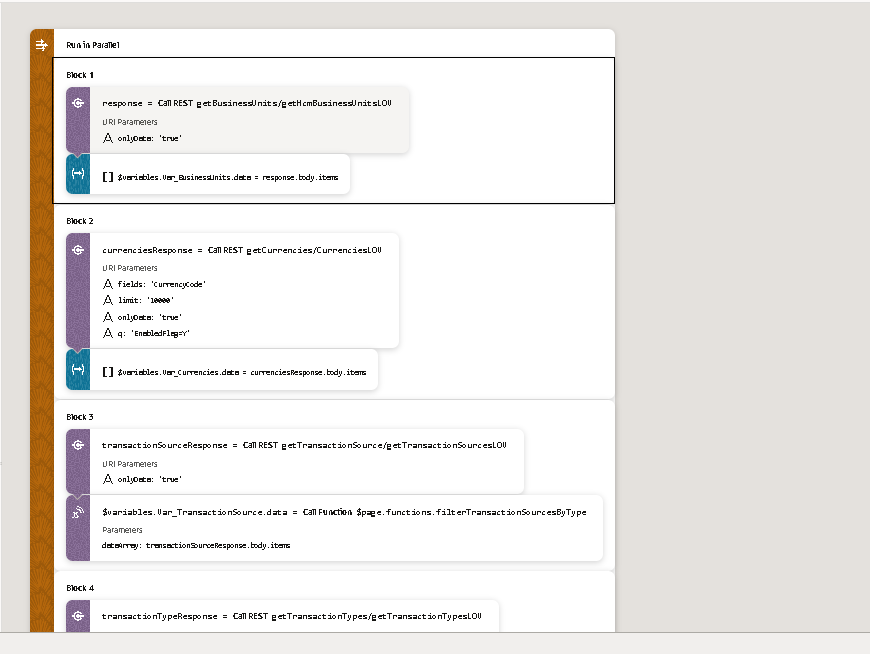 Run in Parallel
Block 1
response = Call REST getBusinessUnits/getHcmBusinessUnitsLOV
URI Parameters
onlyData: 'true'
[] $variables.Var_BusinessUnits.data = response.body.items
Block 2
currenciesResponse = Call REST getCurrencies/CurrenciesLOV
URI Parameters
fields: 'CurrencyCode'
limit: '10000'
onlyData: 'true'
q: 'EnabledFlag=Y'
[] $variables.Var_Currencies.data = currenciesResponse.body.items
Block 3
transactionSourceResponse = Call REST getTransactionSource/getTransactionSourcesLOV
URI Parameters
onlyData: 'true'
$variables.Var_TransactionSource.data = Call Function $page.functions.filterTransactionSourcesByType
Parameters
dataArray: transactionSourceResponse.body.items
Block 4
transactionTypeResponse = Call REST getTransactionTypes/getTransactionTypesLOV